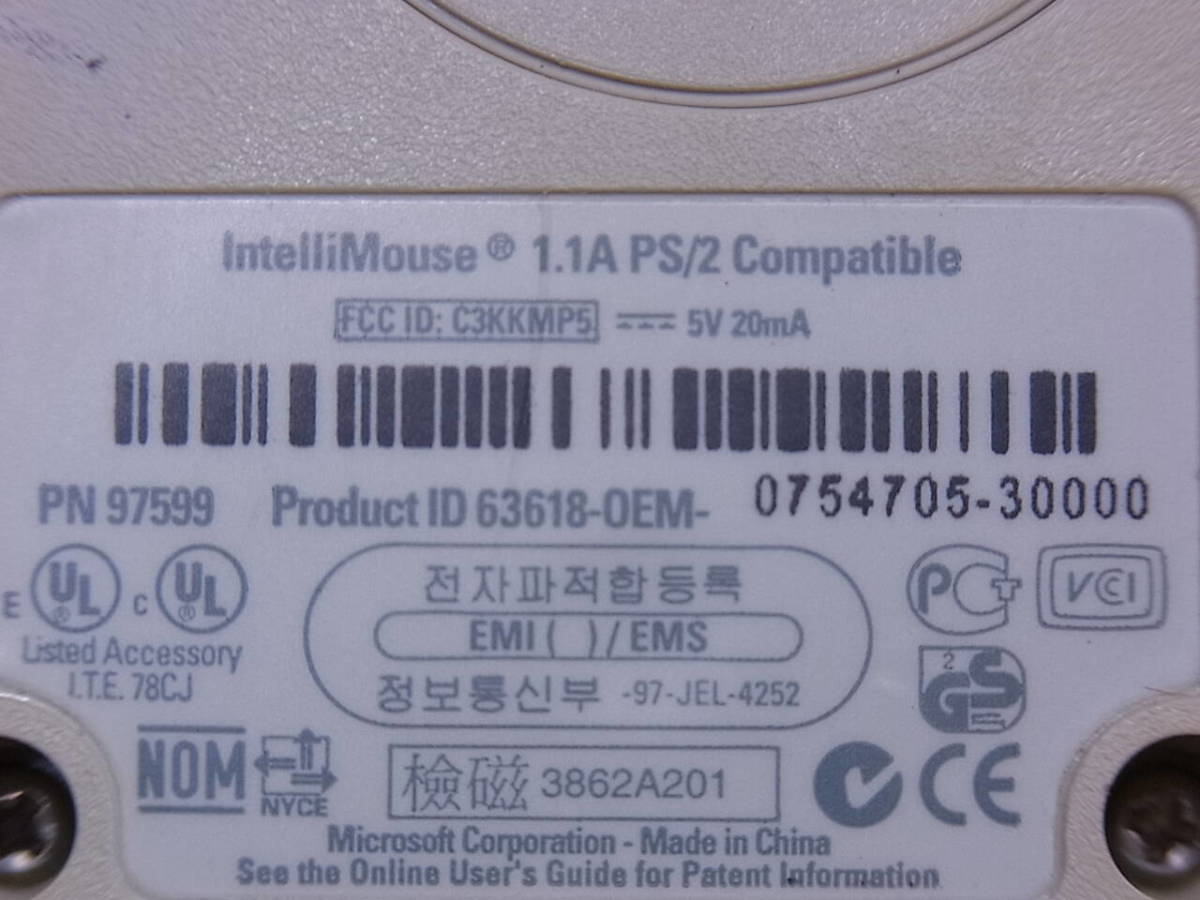 IntelliMouse® 1.1A PS/2 Compatible
FCC ID: C3KKMP5 5V 20mA
PN 97599 Product ID 63618-OEM- 0754705-30000
E UL® C UL®
Listed Accessory
I.T.E. 78CJ
전자파적합등록
EMI ( ) / EMS
정보통신부 -97-JEL-4252
PCT VCCI
2 GS
NOM NYCE
檢磁 3862A201
CE
Microsoft Corporation - Made in China
See the Online User's Guide for Patent Information